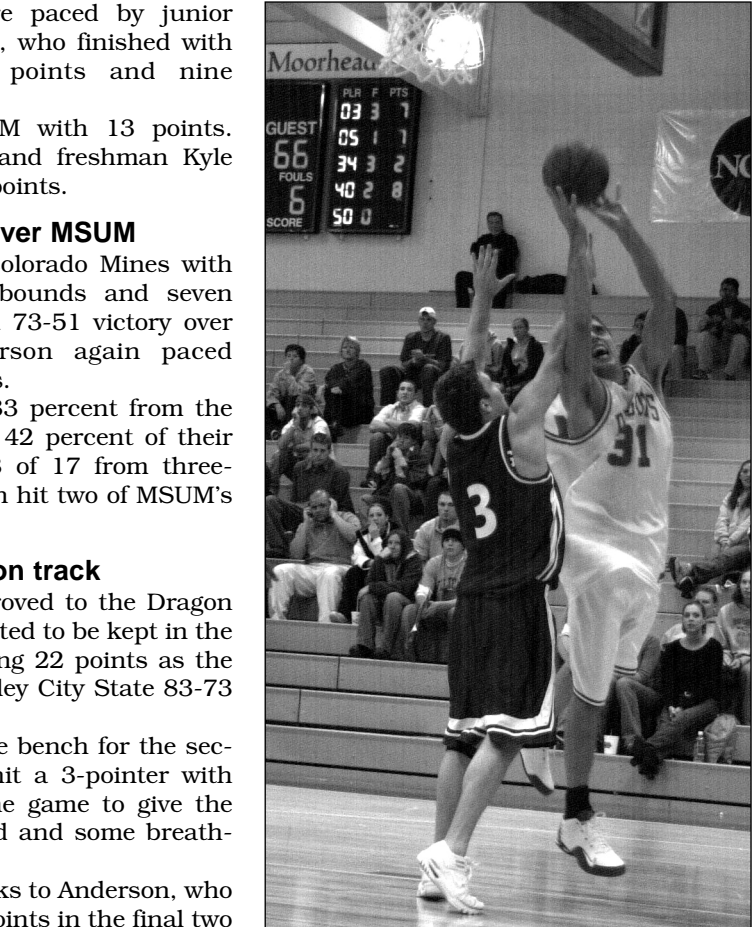 e paced by junior
, who finished with
points and nine
M with 13 points.
and freshman Kyle
points.
ver MSUM
olorado Mines with
bounds and seven
73-51 victory over
rson again paced
s.
33 percent from the
42 percent of their
of 17 from three-
n hit two of MSUM's
on track
roved to the Dragon
ted to be kept in the
ng 22 points as the
ley City State 83-73
e bench for the sec-
hit a 3-pointer with
he game to give the
d and some breath-
ks to Anderson, who
oints in the final two
Moorhead
PLR F PTS
03 3 7
05 1 7
34 3 2
40 2 8
50 0
GUEST
66
FOULS
6
SCORE
NC
3